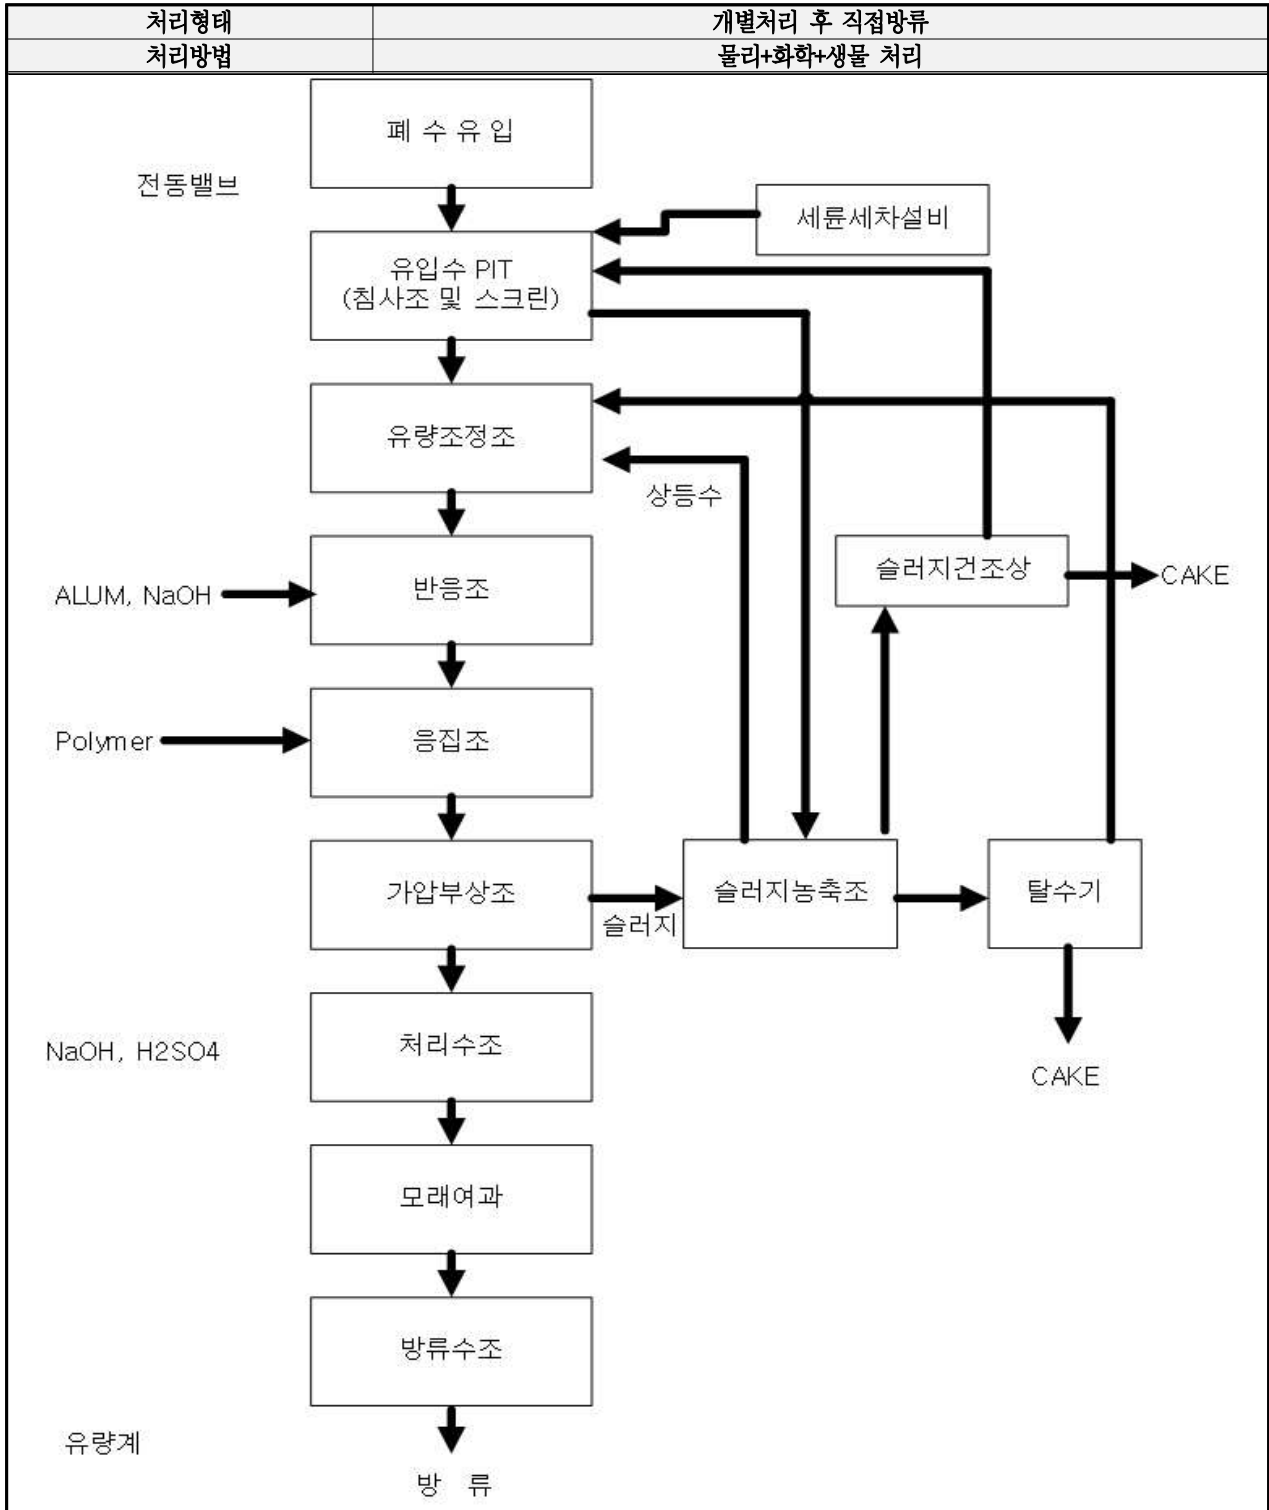 처리형태 개별처리 후 직접방류
처리방법 물리+화학+생물 처리
폐 수 유 입
전동밸브
세륜세차설비
유입수 PIT
(침사조 및 스크린)
유량조정조
상등수
슬러지건조상
CAKE
ALUM, NaOH
반응조
Polymer
응집조
가압부상조
슬러지
슬러지농축조
탈수기
NaOH, H2SO4
처리수조
CAKE
모래여과
방류수조
유량계
방 류